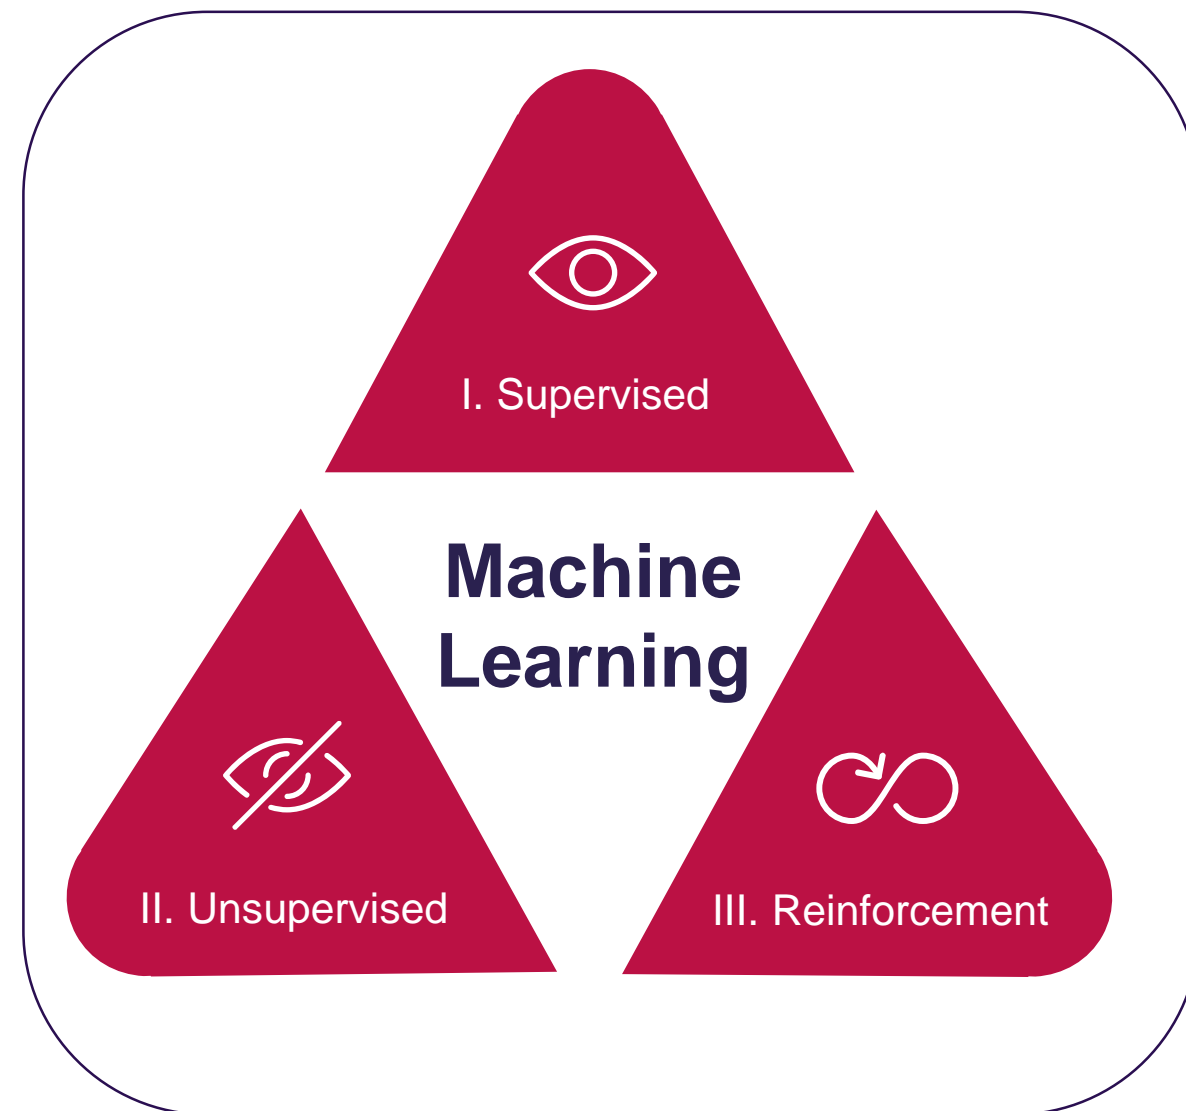 I. Supervised
Machine
Learning
II. Unsupervised
III. Reinforcement